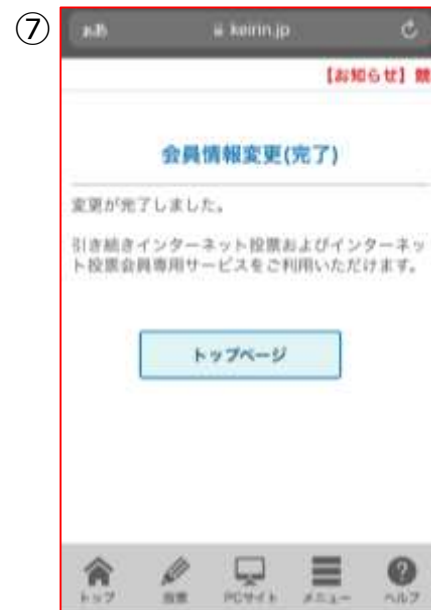 ⑦
ああ keirin.jp
【お知らせ】競
会員情報変更(完了)
変更が完了しました。
引き続きインターネット投票およびインターネッ
ト投票会員専用サービスをご利用いただけます。
トップページ
トップ 投票 PCサイト メニュー ヘルプ